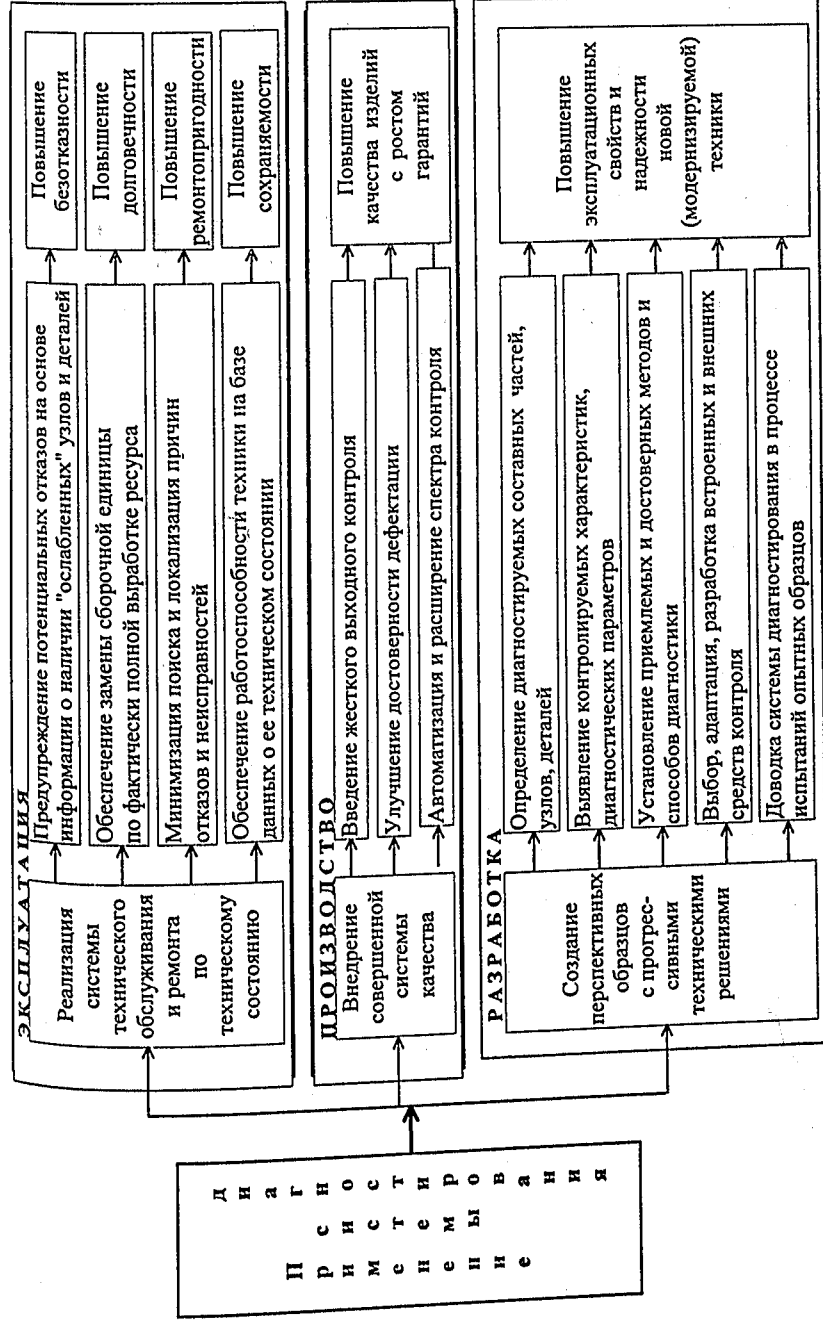 Применение
системы
диагностирования
ЭКСПЛУАТАЦИЯ
Реализация
системы
технического
обслуживания
и ремонта
по
техническому
состоянию
Предупреждение потенциальных отказов на основе
информации о наличии "ослабленных" узлов и деталей
Повышение
безотказности
Обеспечение замены сборочной единицы
по фактически полной выработке ресурса
Повышение
долговечности
Минимизация поиска и локализация причин
отказов и неисправностей
Повышение
ремонтопригодности
Обеспечение работоспособности техники на базе
данных о ее техническом состоянии
Повышение
сохраняемости
ПРОИЗВОДСТВО
Внедрение
совершенной
системы
качества
Введение жесткого выходного контроля
Улучшение достоверности дефектации
Автоматизация и расширение спектра контроля
Повышение
качества изделий
с ростом
гарантий
РАЗРАБОТКА
Создание
перспективных
образцов
с прогрес-
сивными
техническими
решениями
Определение диагностируемых составных частей,
узлов, деталей
Выявление контролируемых характеристик,
диагностических параметров
Установление приемлемых и достоверных методов и
способов диагностики
Выбор, адаптация, разработка встроенных и внешних
средств контроля
Доводка системы диагностирования в процессе
испытаний опытных образцов
Повышение
эксплуатационных
свойств и
надежности
новой
(модернизируемой)
техники